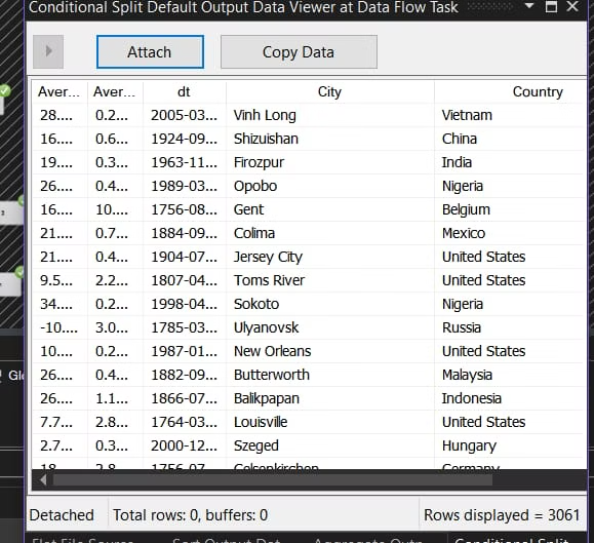 Conditional Split Default Output Data Viewer at Data Flow Task
Attach Copy Data
Aver... Aver... dt City Country
28.... 0.2... 2005-03... Vinh Long Vietnam
16.... 0.6... 1924-09... Shizuishan China
19.... 0.3... 1963-11... Firozpur India
26.... 0.4... 1989-03... Opobo Nigeria
16.... 10.... 1756-08... Gent Belgium
21.... 0.7... 1884-09... Colima Mexico
21.... 0.4... 1904-07... Jersey City United States
9.5... 2.2... 1807-04... Toms River United States
34.... 0.2... 1998-04... Sokoto Nigeria
-10.... 3.0... 1785-03... Ulyanovsk Russia
10.... 0.2... 1987-01... New Orleans United States
26.... 0.4... 1882-09... Butterworth Malaysia
26.... 1.1... 1866-07... Balikpapan Indonesia
7.7... 2.8... 1764-03... Louisville United States
2.7... 0.3... 2000-12... Szeged Hungary
18.... 2.8... 1756-07... Gelsenkirchen Germany
Detached Total rows: 0, buffers: 0 Rows displayed = 3061
Flat File Source Sort Output Dat Aggregate Outp Conditional Split